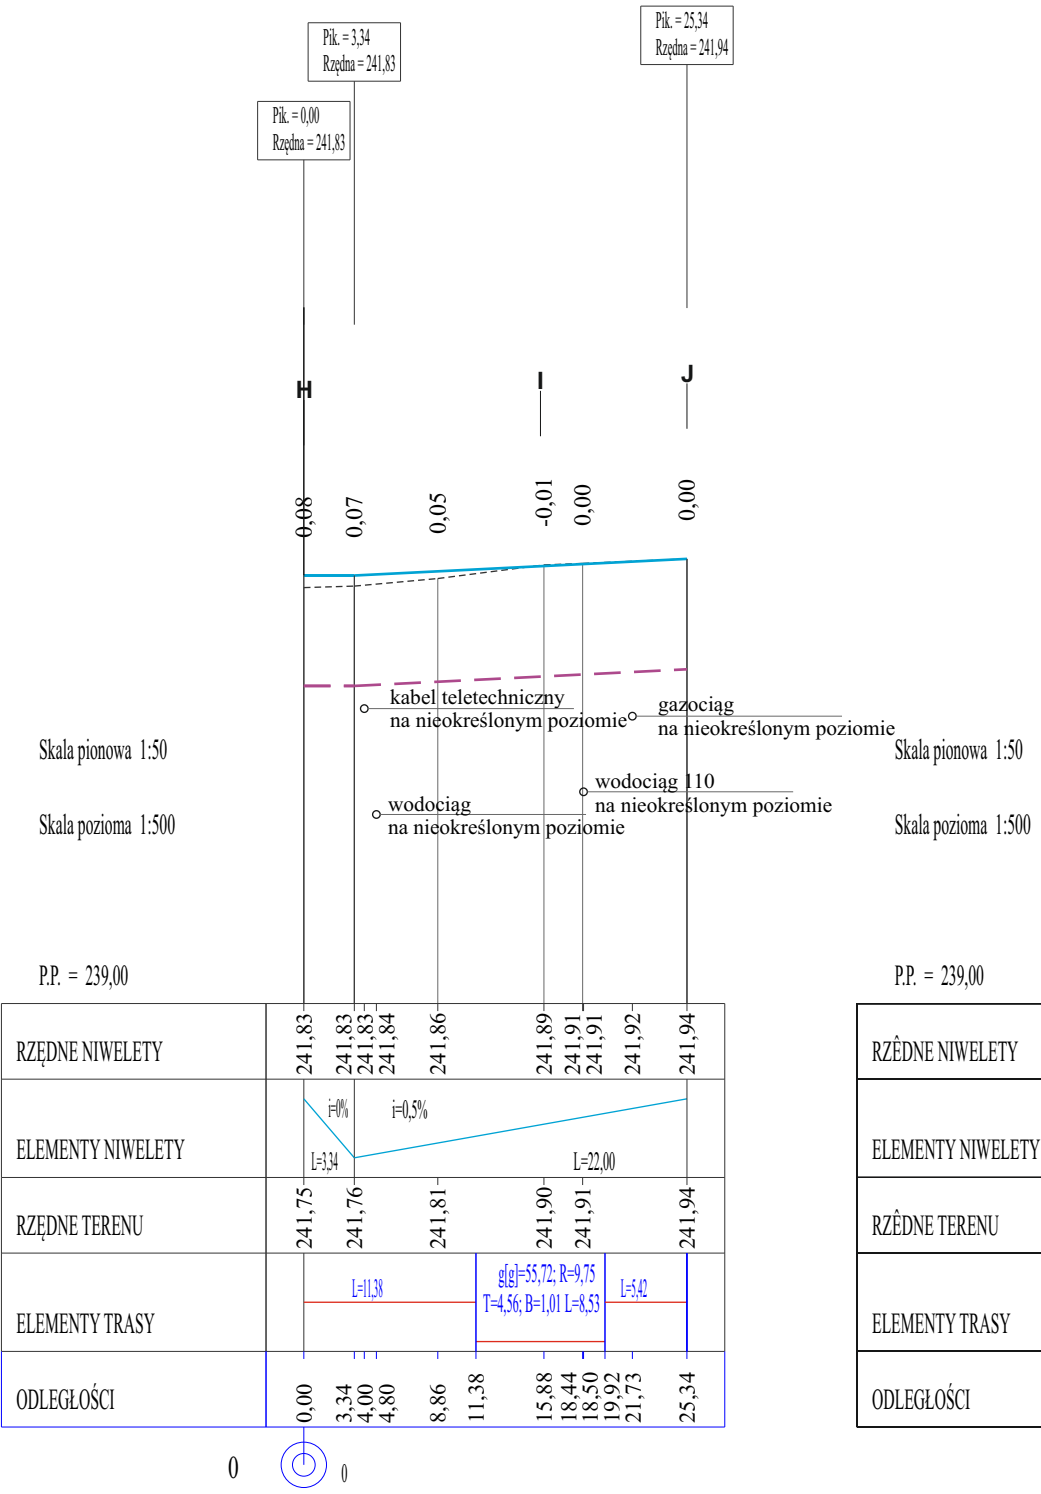 Pik. = 25,34
Rzędna = 241,94
Pik. = 3,34
Rzędna = 241,83
Pik. = 0,00
Rzędna = 241,83
H
I
J
0,08
0,07
0,05
-0,01
0,00
0,00
kabel teletechniczny
na nieokreślonym poziomie
gazociąg
na nieokreślonym poziomie
wodociąg 110
na nieokreślonym poziomie
wodociąg
na nieokreślonym poziomie
Skala pionowa 1:50
Skala pozioma 1:500
P.P. = 239,00
Skala pionowa 1:50
Skala pozioma 1:500
P.P. = 239,00
RZĘDNE NIWELETY
241,83
241,83
241,83
241,84
241,86
241,89
241,91
241,91
241,92
241,94
ELEMENTY NIWELETY
i=0%
i=0,5%
L=3,34
L=22,00
RZĘDNE TERENU
241,75
241,76
241,81
241,90
241,91
241,94
ELEMENTY TRASY
L=11,38
g[g]=55,72; R=9,75
T=4,56; B=1,01 L=8,53
L=5,42
ODLEGŁOŚCI
0,00
3,34
4,00
4,80
8,86
11,38
15,88
18,44
18,50
19,92
21,73
25,34
RZÊDNE NIWELETY
ELEMENTY NIWELETY
RZÊDNE TERENU
ELEMENTY TRASY
ODLEGŁOŚCI
0
0